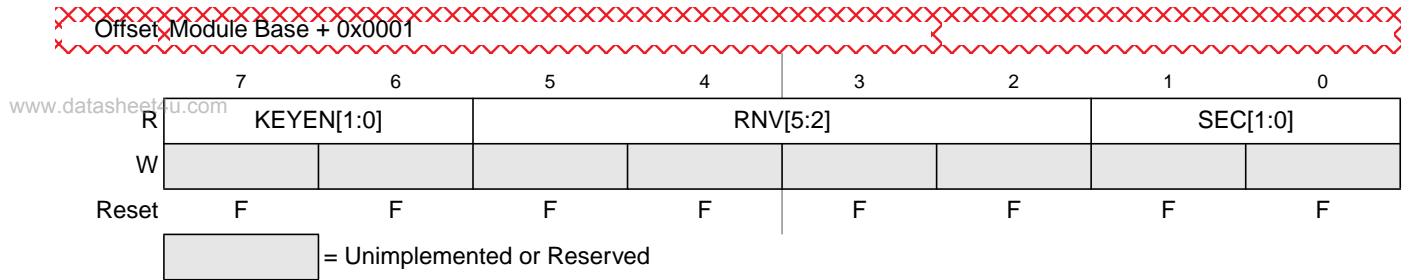 Offset Module Base + 0x0001
7 6 5 4 3 2 1 0
www.datasheet4u.com
R KEYEN[1:0] RNV[5:2] SEC[1:0]
W
Reset F F F F F F F F
= Unimplemented or Reserved